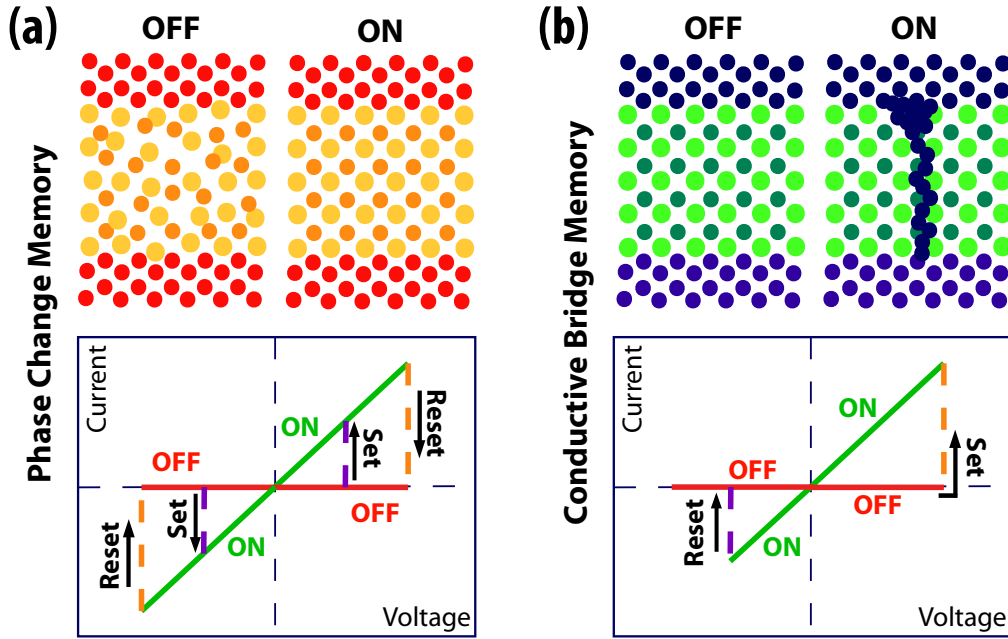 (a)
OFF
ON
Phase Change Memory
Current
Voltage
OFF
ON
Set
Reset
Reset
Set
ON
OFF
(b)
OFF
ON
Conductive Bridge Memory
Current
Voltage
ON
OFF
OFF
Set
Reset
ON